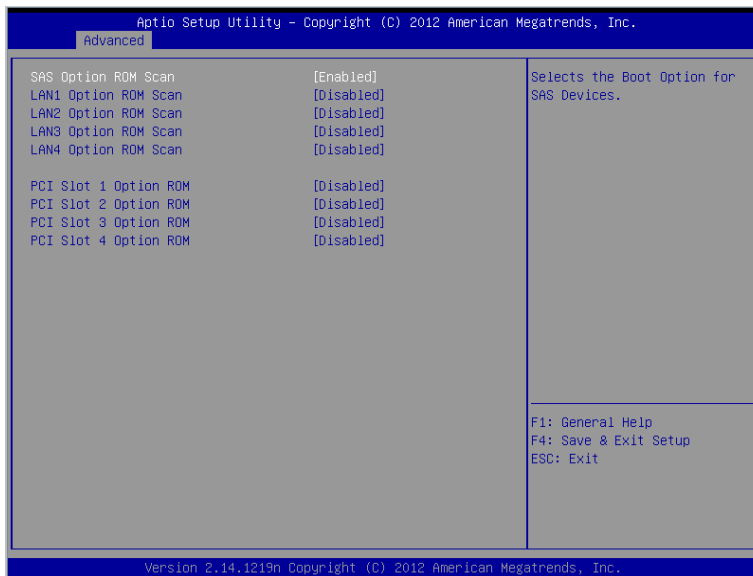 Aptio Setup Utility – Copyright (C) 2012 American Megatrends, Inc.
Advanced
SAS Option ROM Scan [Enabled]
LAN1 Option ROM Scan [Disabled]
LAN2 Option ROM Scan [Disabled]
LAN3 Option ROM Scan [Disabled]
LAN4 Option ROM Scan [Disabled]
PCI Slot 1 Option ROM [Disabled]
PCI Slot 2 Option ROM [Disabled]
PCI Slot 3 Option ROM [Disabled]
PCI Slot 4 Option ROM [Disabled]
Selects the Boot Option for
SAS Devices.
F1: General Help
F4: Save & Exit Setup
ESC: Exit
Version 2.14.1219n Copyright (C) 2012 American Megatrends, Inc.